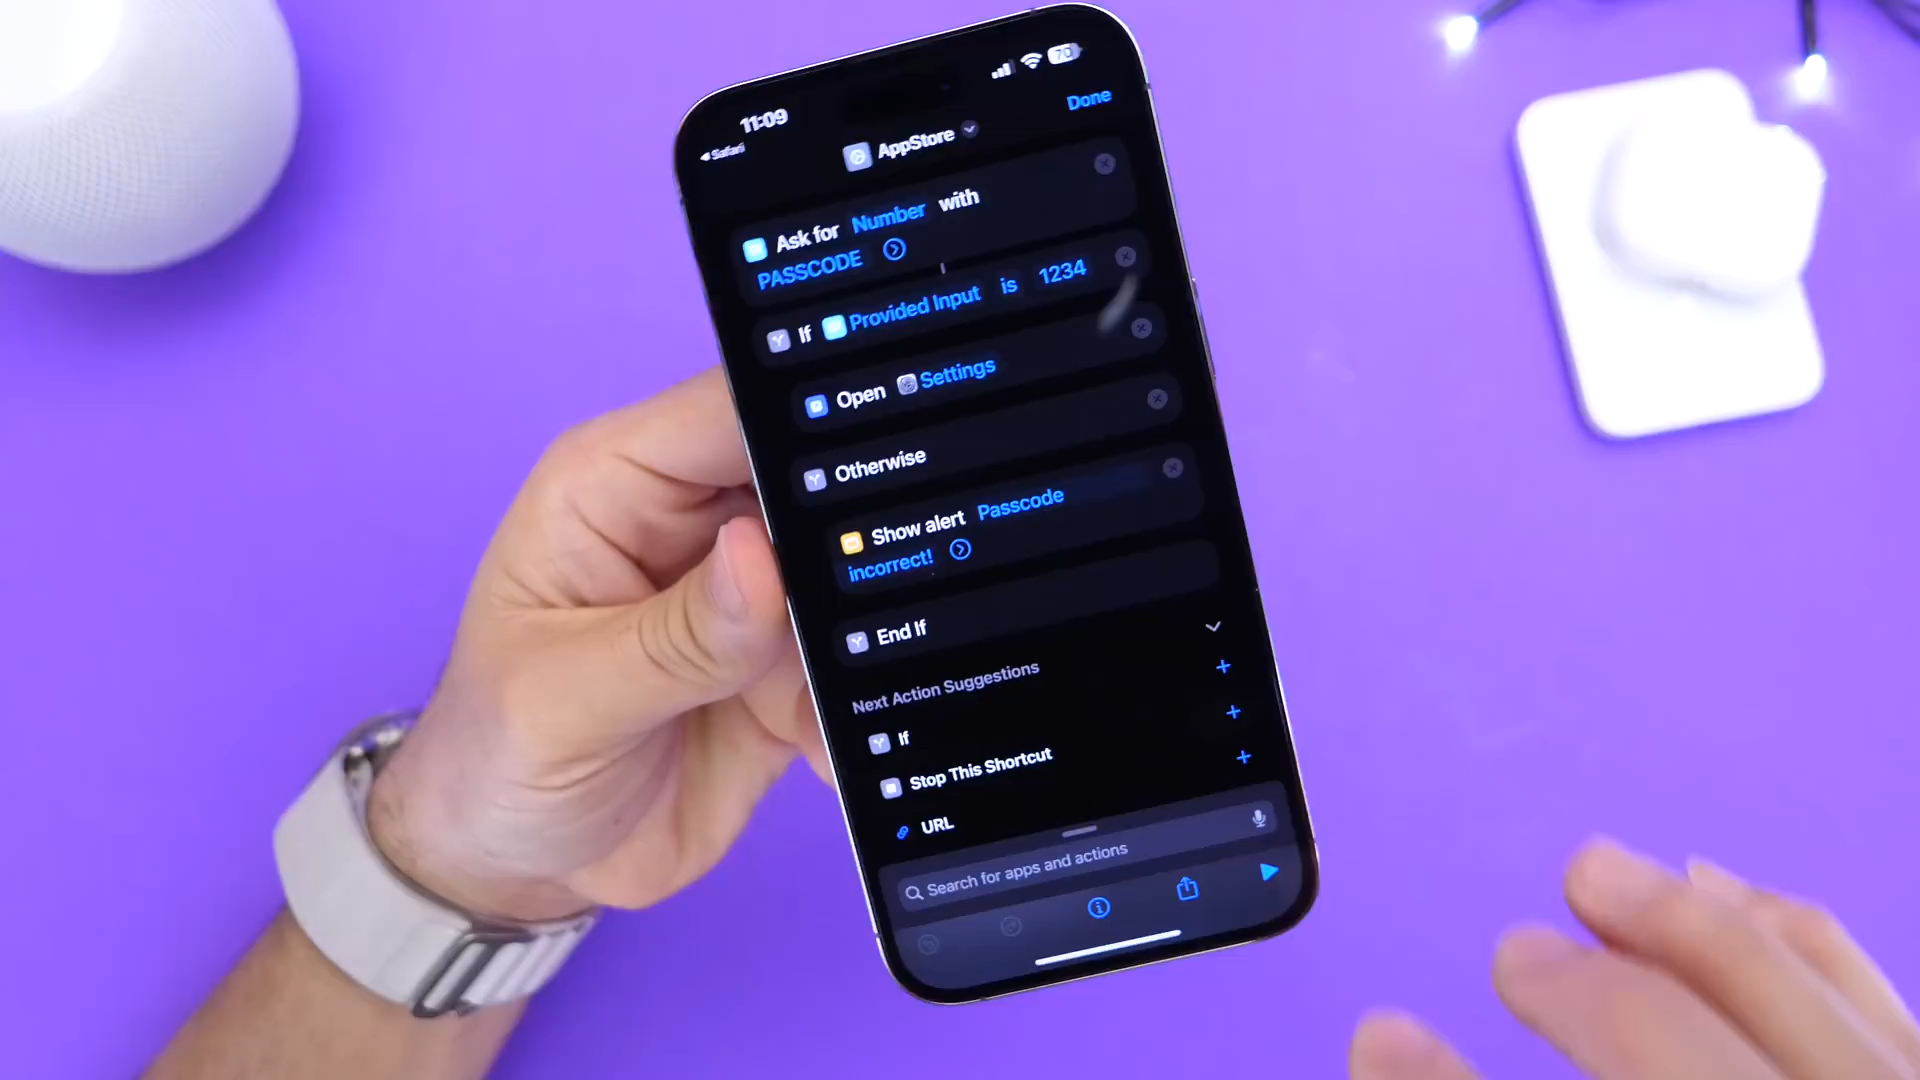 11:09
70
Safari
AppStore
Done
Ask for Number with
PASSCODE
If Provided Input is 1234
Open Settings
Otherwise
Show alert Passcode
incorrect!
End If
Next Action Suggestions
If
Stop This Shortcut
URL
Search for apps and actions